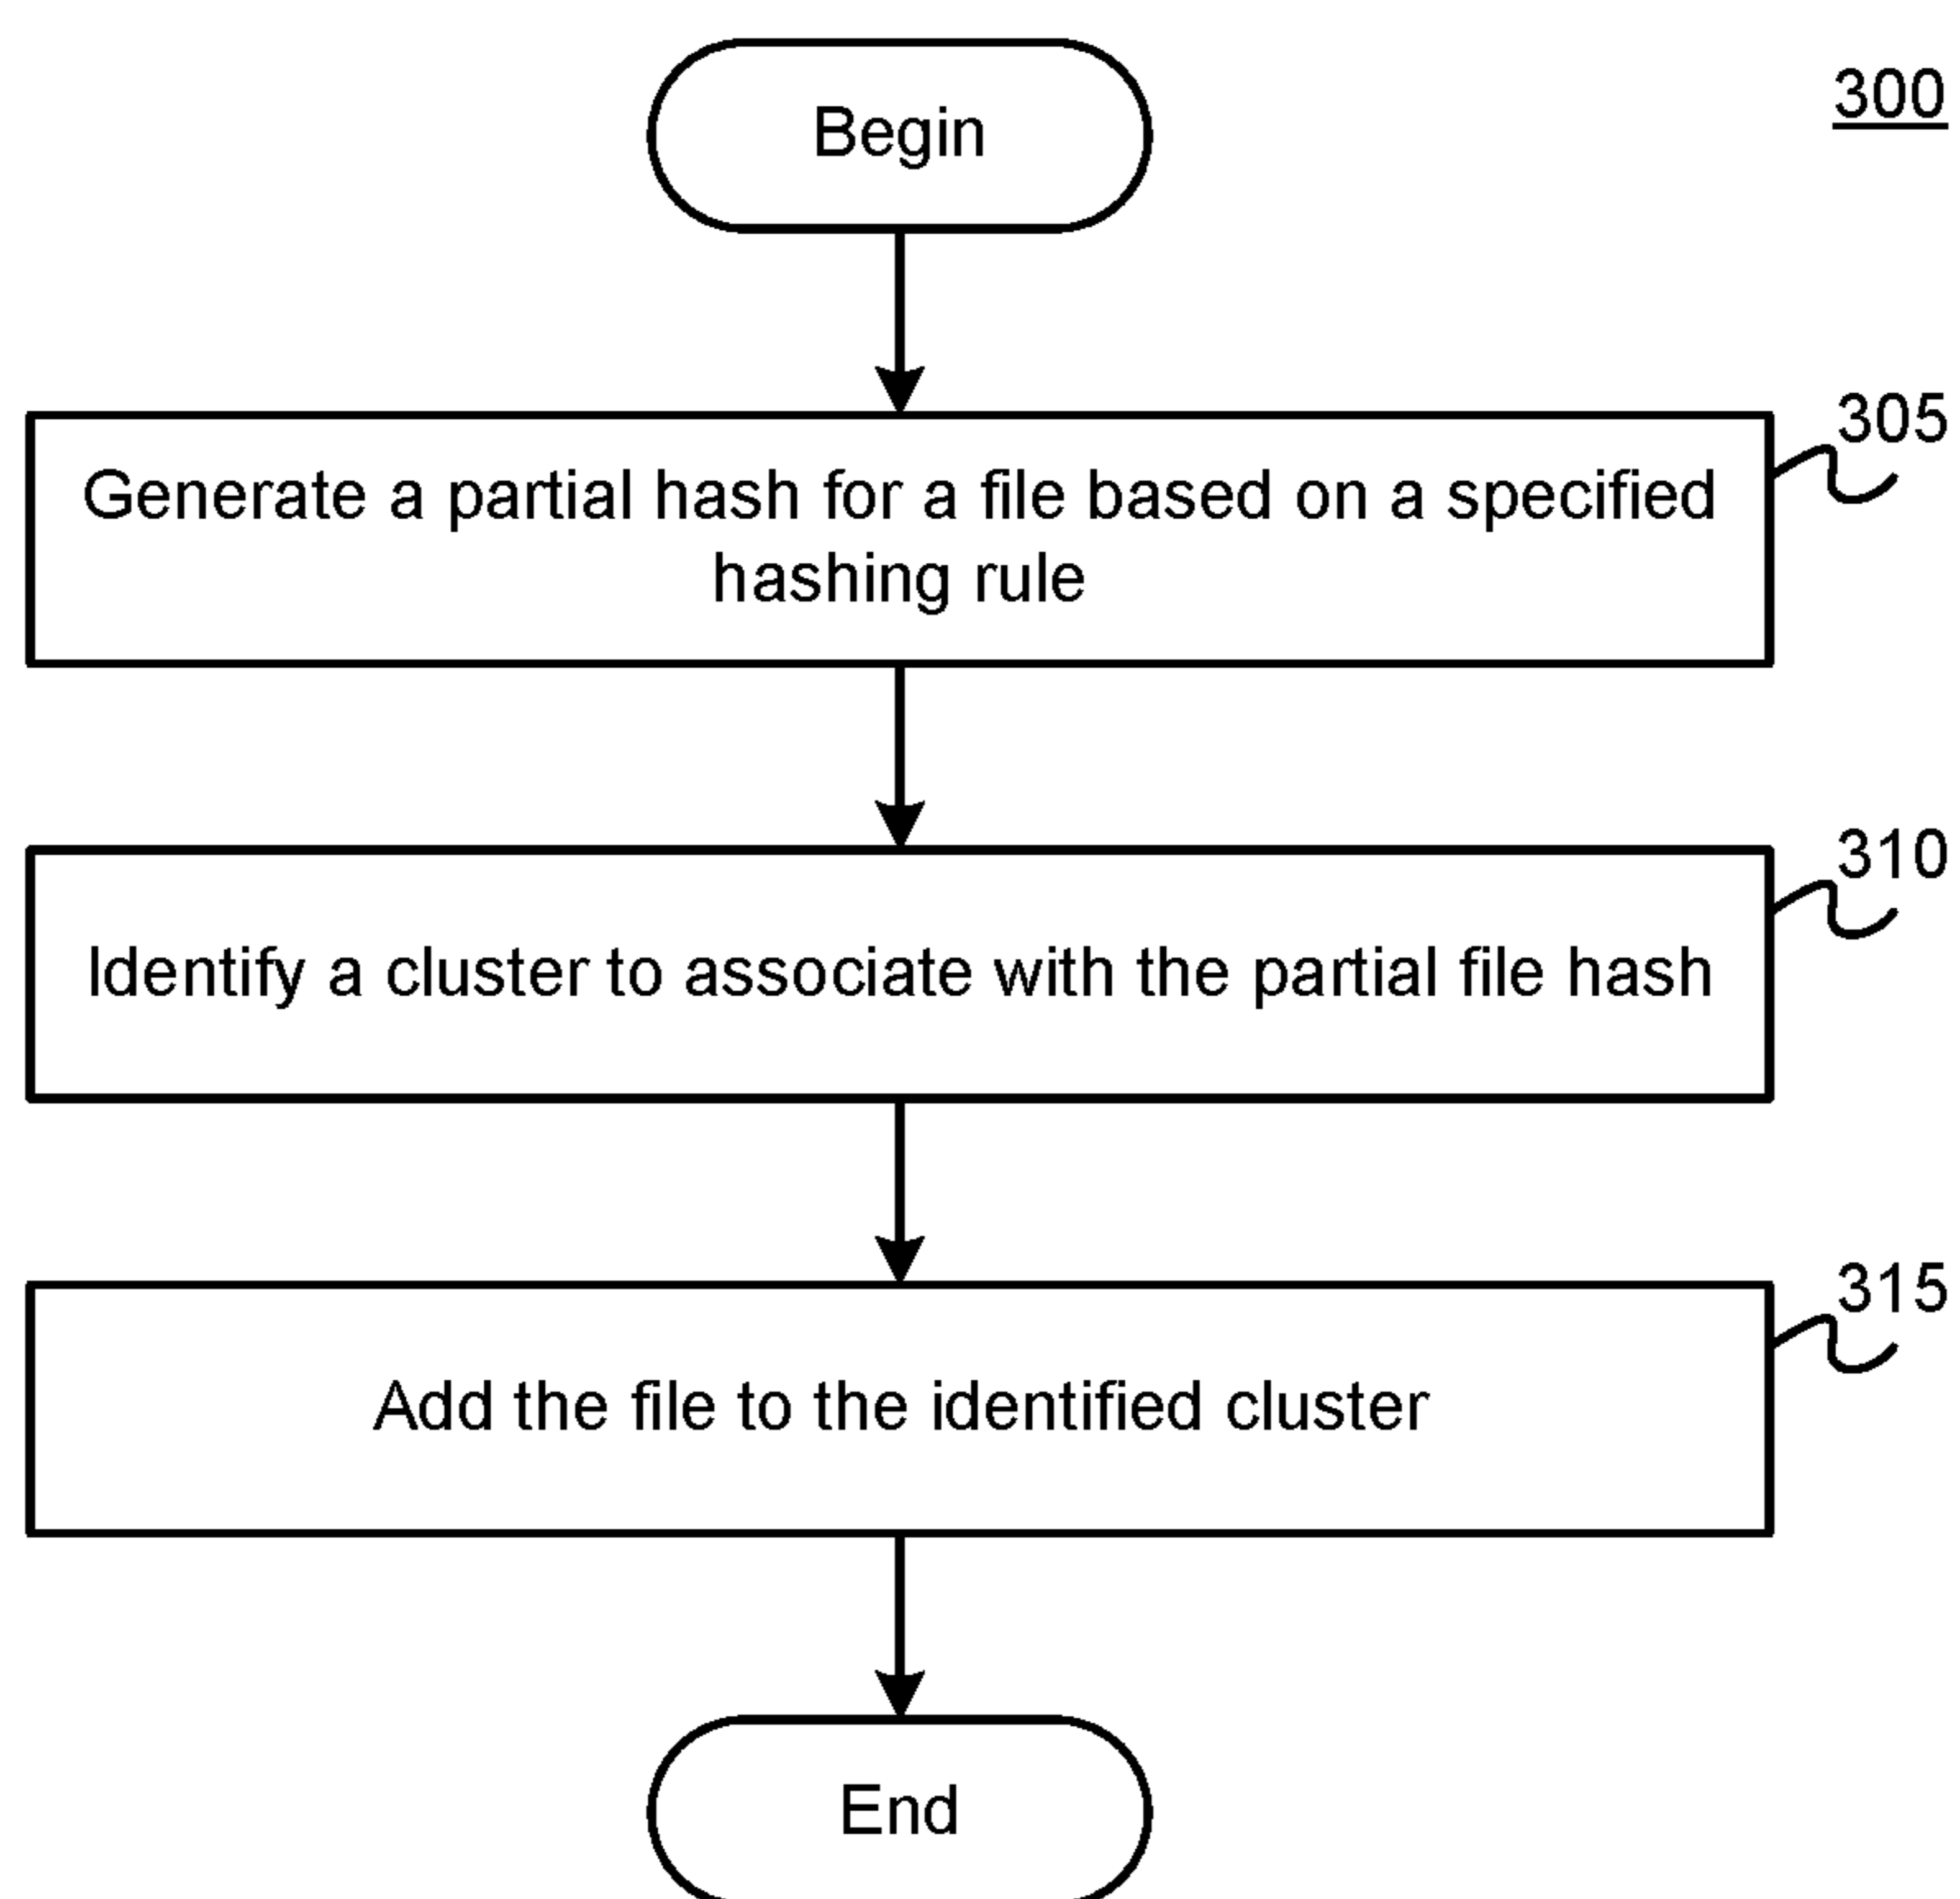 Begin
300
305
Generate a partial hash for a file based on a specified
hashing rule
310
Identify a cluster to associate with the partial file hash
315
Add the file to the identified cluster
End